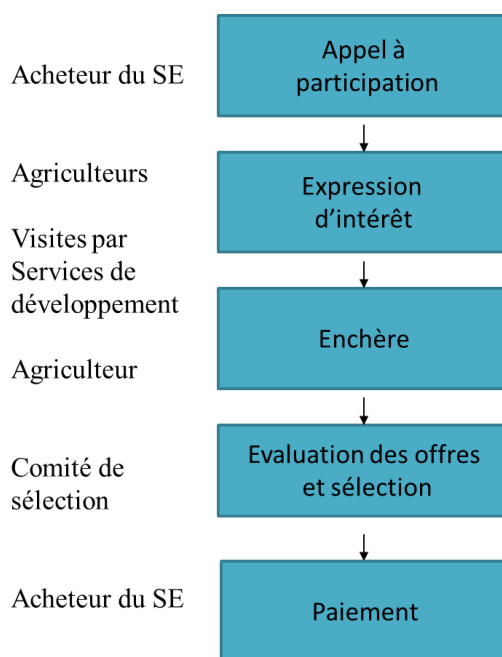 Acheteur du SE
Appel à
participation
Agriculteurs
Expression
d'intérêt
Visites par
Services de
développement
Enchère
Agriculteur
Comité de
sélection
Evaluation des offres
et sélection
Acheteur du SE
Paiement